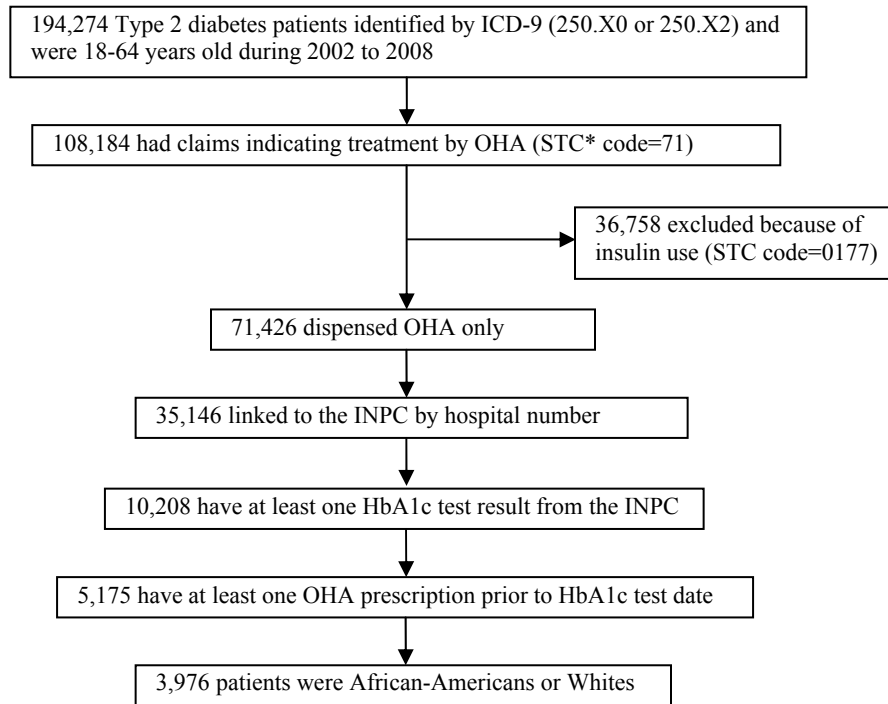 194,274 Type 2 diabetes patients identified by ICD-9 (250.X0 or 250.X2) and
were 18-64 years old during 2002 to 2008
108,184 had claims indicating treatment by OHA (STC* code=71)
36,758 excluded because of
insulin use (STC code=0177)
71,426 dispensed OHA only
35,146 linked to the INPC by hospital number
10,208 have at least one HbA1c test result from the INPC
5,175 have at least one OHA prescription prior to HbA1c test date
3,976 patients were African-Americans or Whites